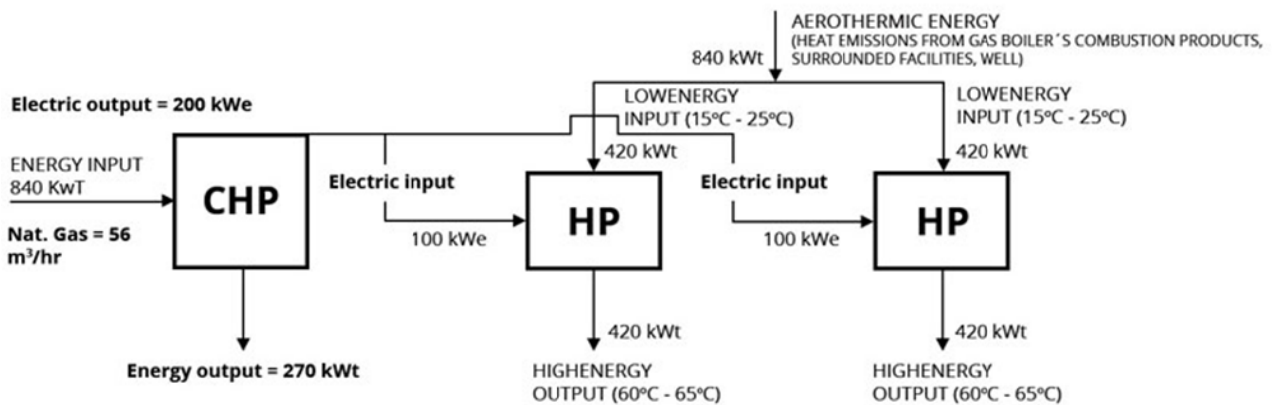 AEROTHERMIC ENERGY
(HEAT EMISSIONS FROM GAS BOILER´S COMBUSTION PRODUCTS,
SURROUNDED FACILITIES, WELL)
840 kWt
Electric output = 200 kWe
LOWENERGY
INPUT (15ºC - 25ºC)
LOWENERGY
INPUT (15ºC - 25ºC)
420 kWt
420 kWt
ENERGY INPUT
840 KwT
CHP
Electric input
HP
Electric input
HP
Nat. Gas = 56
m³/hr
100 kWe
100 kWe
420 kWt
420 kWt
Energy output = 270 kWt
HIGHENERGY
OUTPUT (60ºC - 65ºC)
HIGHENERGY
OUTPUT (60ºC - 65ºC)